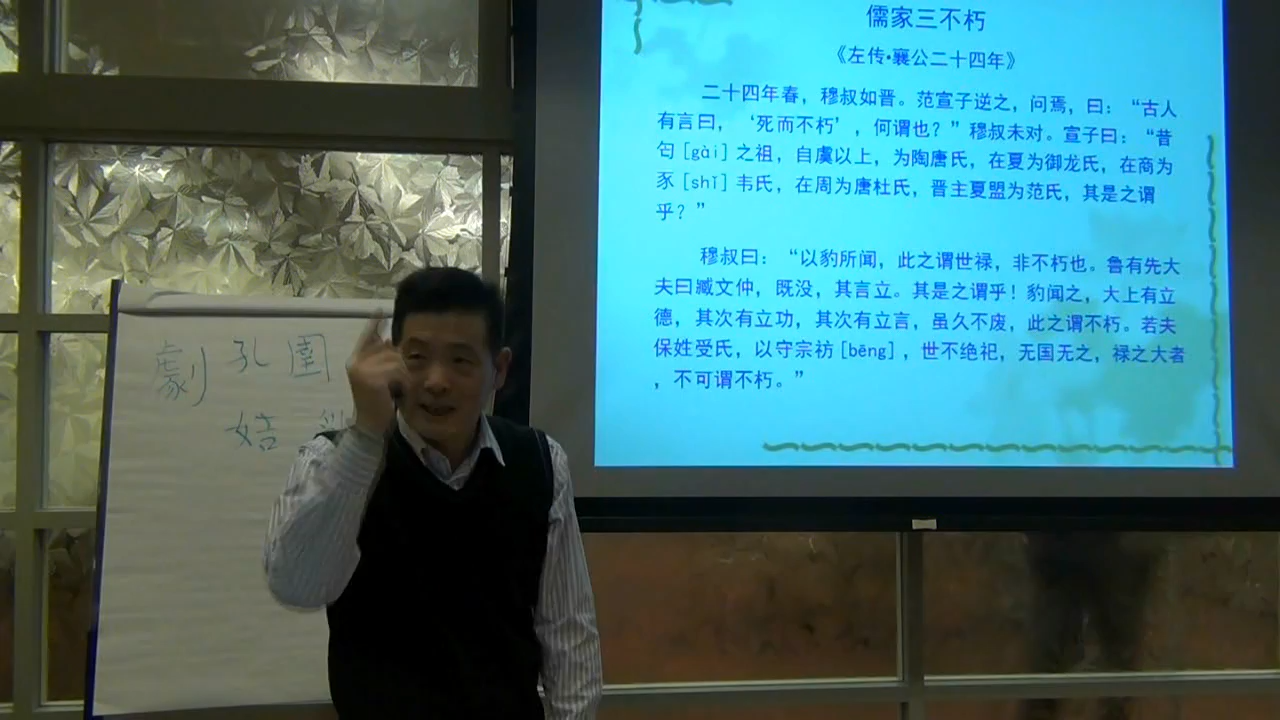 儒家三不朽
《左传•襄公二十四年》
二十四年春，穆叔如晋。范宣子逆之，问焉，曰：“古人
有言曰，‘死而不朽’，何谓也？”穆叔未对。宣子曰：“昔
匄[gài]之祖，自虞以上，为陶唐氏，在夏为御龙氏，在商为
豕[shǐ]韦氏，在周为唐杜氏，晋主夏盟为范氏，其是之谓
乎？”
穆叔曰：“以豹所闻，此之谓世禄，非不朽也。鲁有先大
夫曰臧文仲，既没，其言立。其是之谓乎！豹闻之，大上有立
德，其次有立功，其次有立言，虽久不废，此之谓不朽。若夫
保姓受氏，以守宗祊[bēng]，世不绝祀，无国无之，禄之大者
，不可谓不朽。”
劇 孔 圉
姞